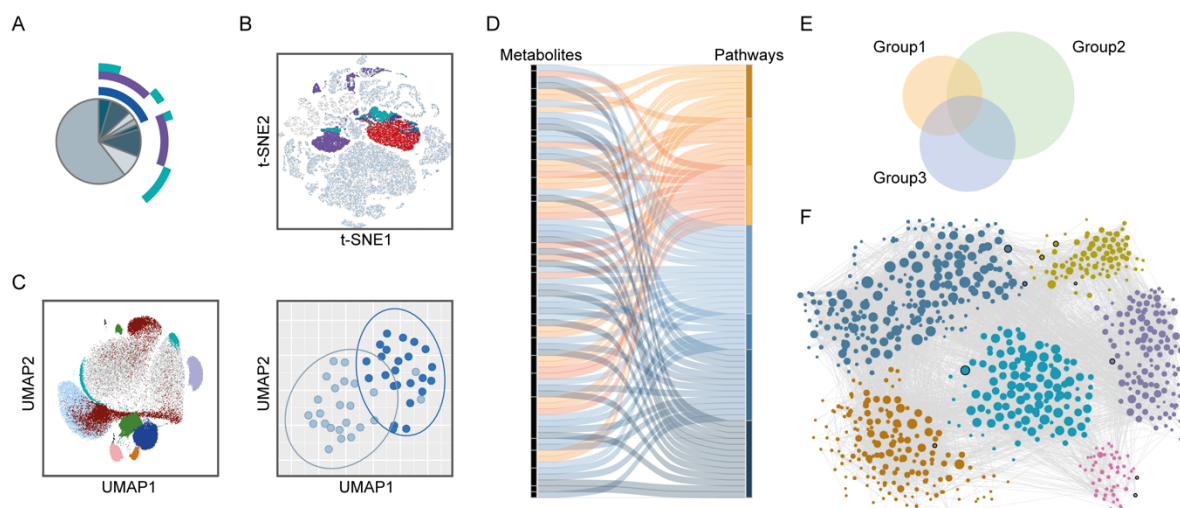 A
B
t-SNE2
t-SNE1
C
UMAP2
UMAP1
UMAP2
UMAP1
D
Metabolites
Pathways
E
Group1
Group2
Group3
F